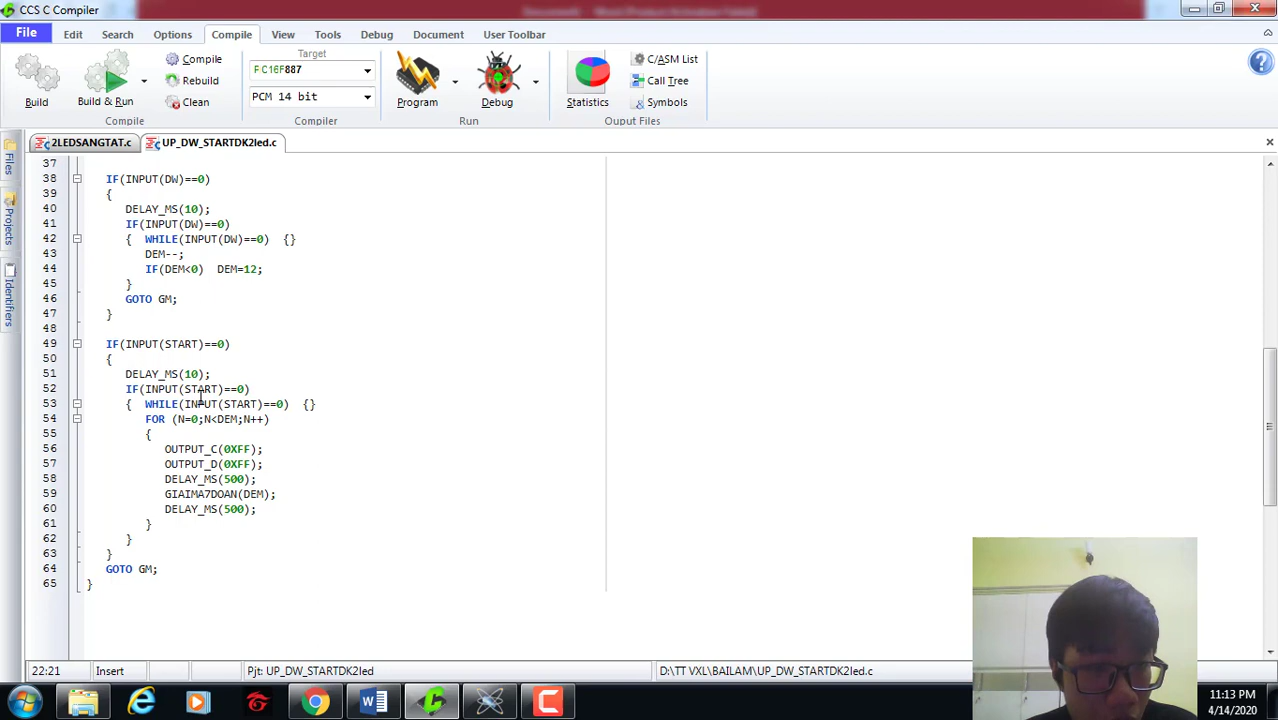 CCS C Compiler
File Edit Search Options Compile View Tools Debug Document User Toolbar
Build
Build & Run
Compile
Rebuild
Clean
Compile
Target
PIC16F887
PCM 14 bit
Compiler
Program
Debug
Run
Statistics
C/ASM List
Call Tree
Symbols
Ouput Files
2LEDSANGTAT.c UP_DW_STARTDK2led.c
Files
Projects
Identifiers
37
38 IF(INPUT(DW)==0)
39 {
40 DELAY_MS(10);
41 IF(INPUT(DW)==0)
42 { WHILE(INPUT(DW)==0) {}
43 DEM--;
44 IF(DEM<0) DEM=12;
45 }
46 GOTO GM;
47 }
48
49 IF(INPUT(START)==0)
50 {
51 DELAY_MS(10);
52 IF(INPUT(START)==0)
53 { WHILE(INPUT(START)==0) {}
54 FOR (N=0;N<DEM;N++)
55 {
56 OUTPUT_C(0XFF);
57 OUTPUT_D(0XFF);
58 DELAY_MS(500);
59 GIAIMA7DOAN(DEM);
60 DELAY_MS(500);
61 }
62 }
63 }
64 GOTO GM;
65 }
22:21 Insert Pjt: UP_DW_STARTDK2led D:\TT VXL\BAILAM\UP_DW_STARTDK2led.c
11:13 PM
4/14/2020